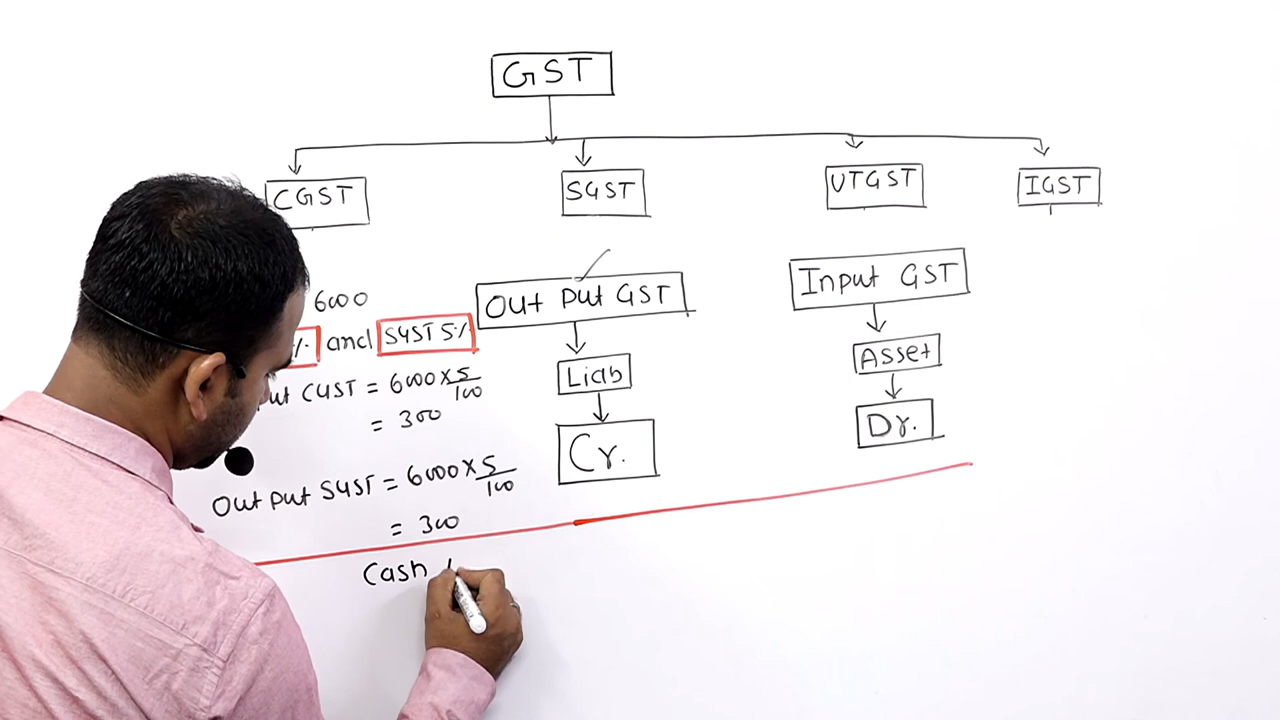 GST
CGST SGST UTGST IGST
6000
% and SGST 5%
put CGST = 6000 × 5/100
= 300
Out Put SGST = 6000 × 5/100
= 300
Out Put GST
Liab
Cr.
Input GST
Asset
Dr.
Cash